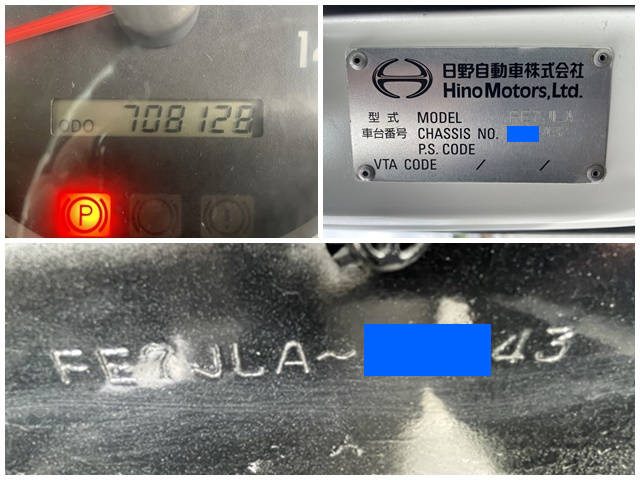 14
ODO 708128
P
日野自動車株式会社
Hino Motors, Ltd.
型式 MODEL FE7JLA
車台番号 CHASSIS NO.
P.S. CODE
VTA CODE / /
FE7JLA~ 43